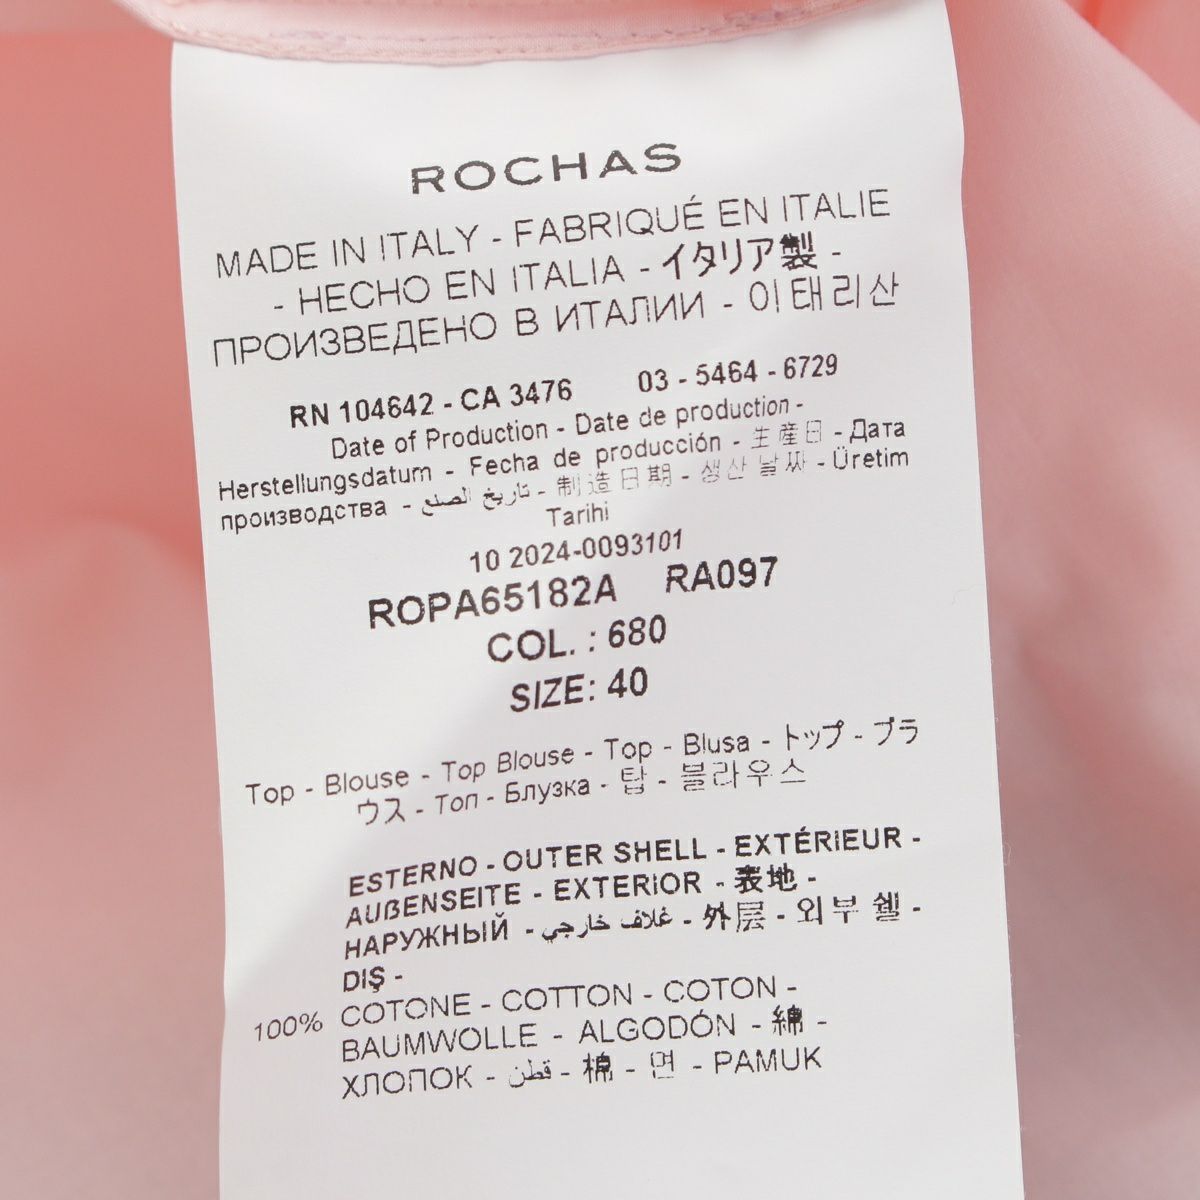 ROCHAS
MADE IN ITALY - FABRIQUÉ EN ITALIE
- HECHO EN ITALIA - イタリア製 -
ПРОИЗВЕДЕНО В ИТАЛИИ - 이태리산
RN 104642 - CA 3476 03 - 5464 - 6729
Date of Production - Date de production -
Herstellungsdatum - Fecha de producción - 生産日 - Дата
производства - تاريخ الصنع - 制造日期 - 생산 날짜 - Üretim
Tarihi
10 2024-0093101
ROPA65182A RA097
COL. : 680
SIZE: 40
Top - Blouse - Top Blouse - Top - Blusa - トップ - ブラ
ウス - Топ - Блузка - 탑 - 블라우스
ESTERNO - OUTER SHELL - EXTÉRIEUR -
AUßENSEITE - EXTERIOR - 表地 -
НАРУЖНЫЙ - غلاف خارجي - 外层 - 외부 쉘 -
DIŞ -
100% COTONE - COTTON - COTON -
BAUMWOLLE - ALGODÓN - 綿 -
ХЛОПОК - قطن - 棉 - 면 - PAMUK